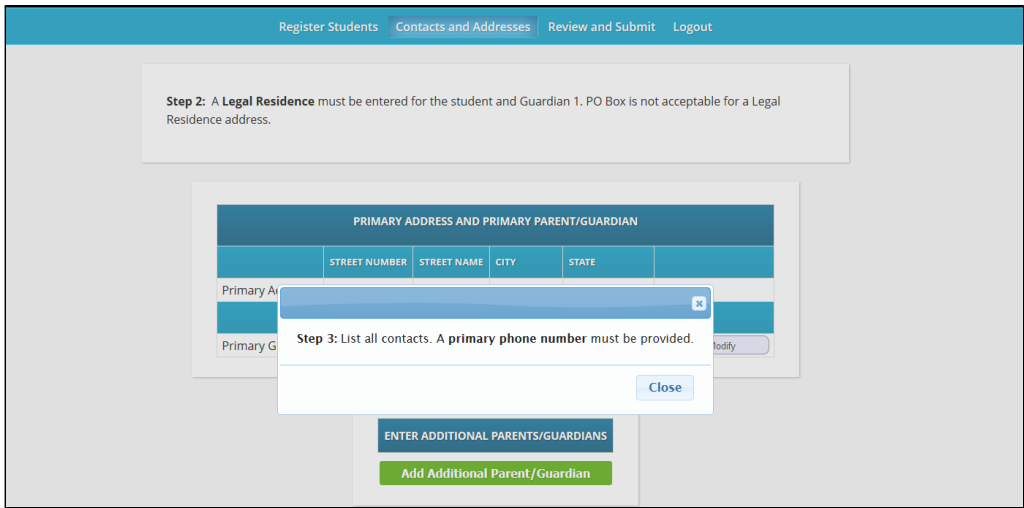 Register Students Contacts and Addresses Review and Submit Logout
Step 2: A Legal Residence must be entered for the student and Guardian 1. PO Box is not acceptable for a Legal
Residence address.
PRIMARY ADDRESS AND PRIMARY PARENT/GUARDIAN
STREET NUMBER STREET NAME CITY STATE
Primary
Step 3: List all contacts. A primary phone number must be provided.
Primary G
Modify
Close
ENTER ADDITIONAL PARENTS/GUARDIANS
Add Additional Parent/Guardian